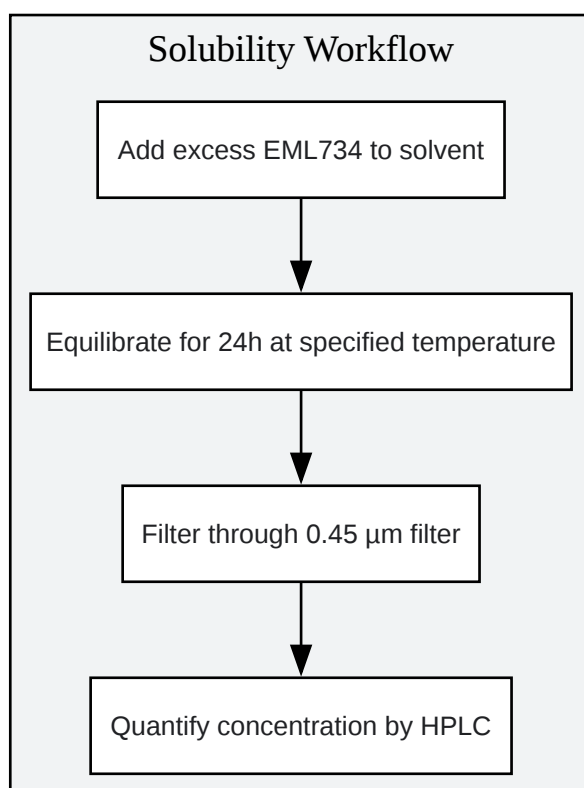 Solubility Workflow
Add excess EML734 to solvent
Equilibrate for 24h at specified temperature
Filter through 0.45 µm filter
Quantify concentration by HPLC